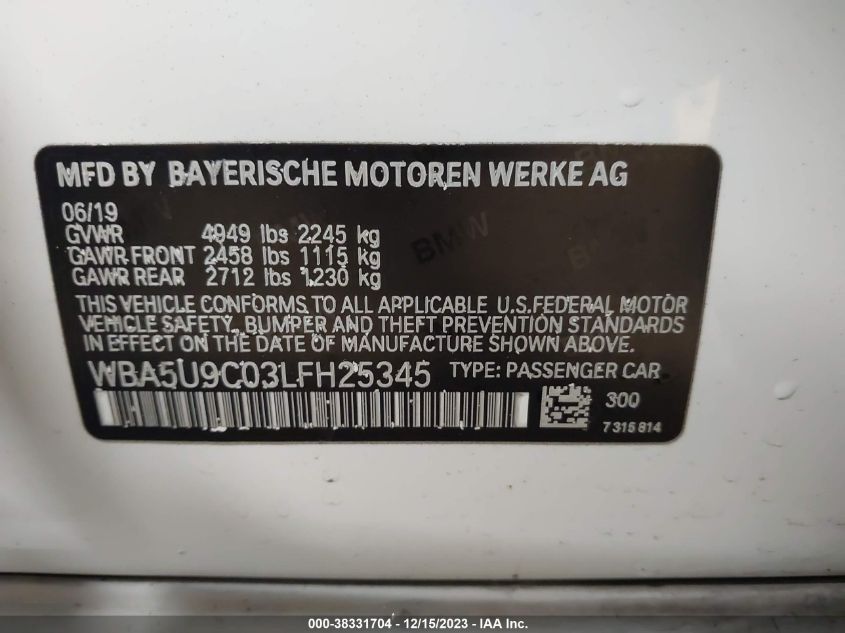 MFD BY BAYERISCHE MOTOREN WERKE AG
06/19
GVWR 4949 lbs 2245 kg
GAWR FRONT 2458 lbs 1115 kg
GAWR REAR 2712 lbs 1230 kg
BMW
THIS VEHICLE CONFORMS TO ALL APPLICABLE U.S.FEDERAL MOTOR
VEHICLE SAFETY, BUMPER AND THEFT PREVENTION STANDARDS
IN EFFECT ON THE DATE OF MANUFACTURE SHOWN ABOVE.
WBA5U9C03LFH25345 TYPE: PASSENGER CAR
300
7315814
000-38331704 - 12/15/2023 - IAA Inc.